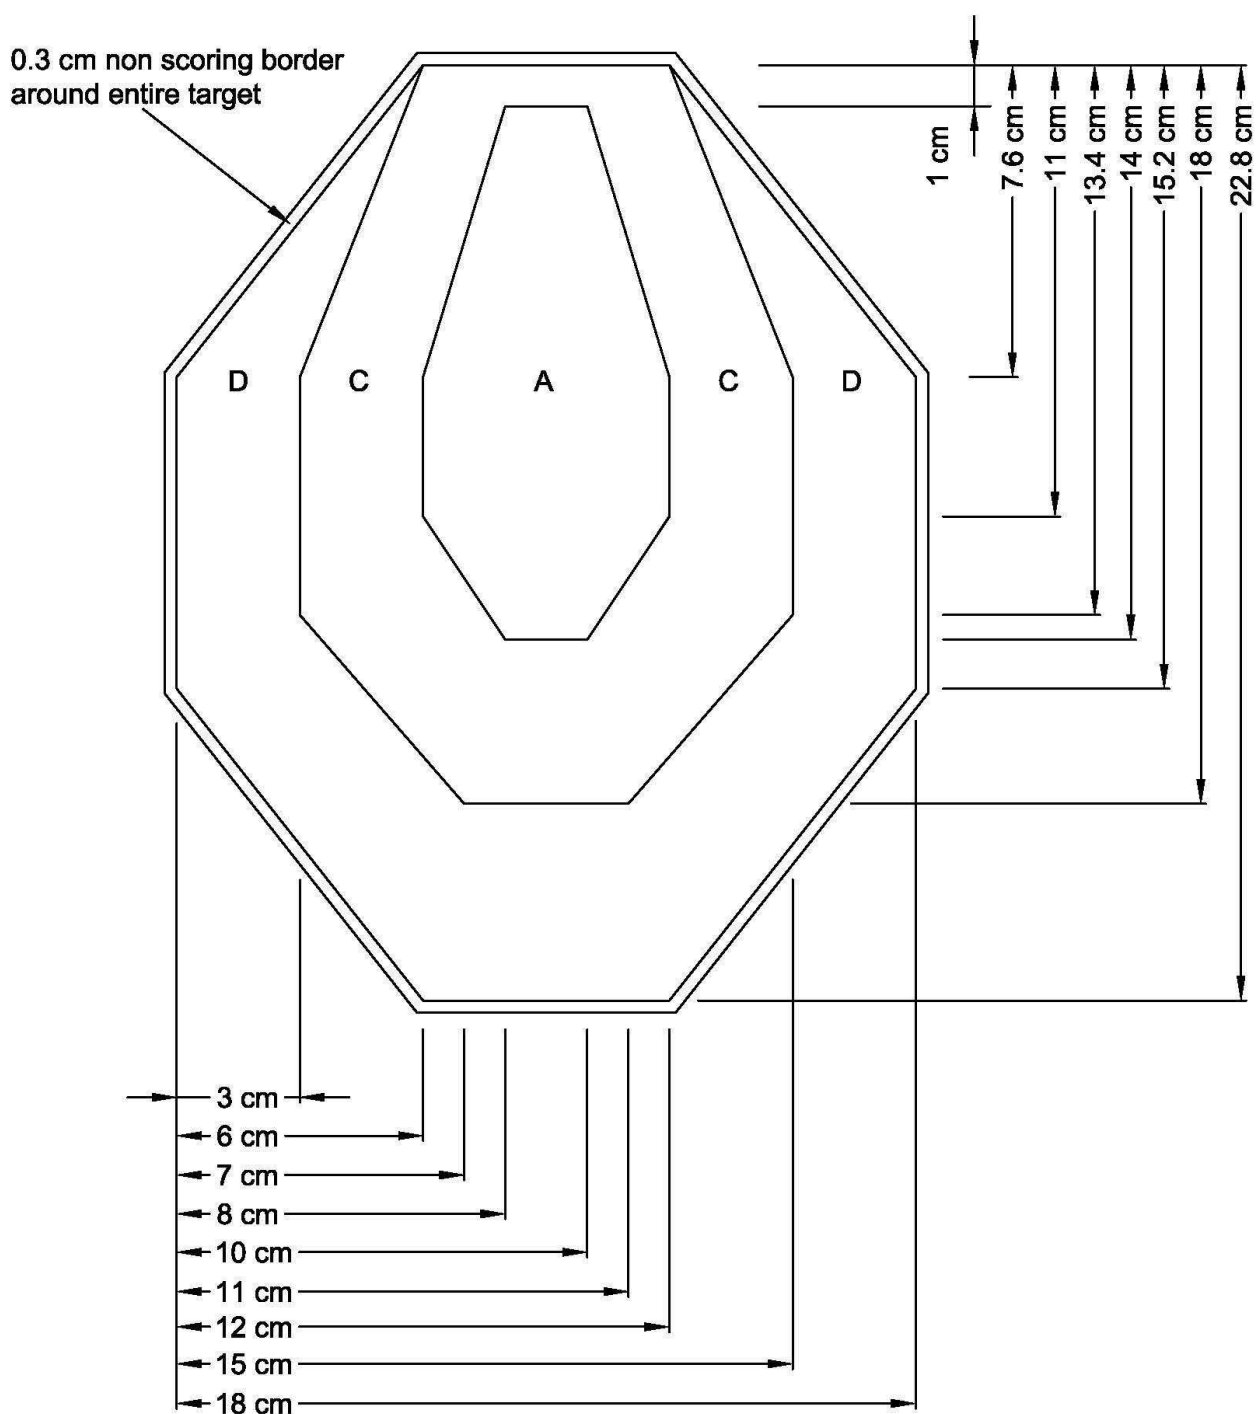 0.3 cm non scoring border
around entire target
1 cm
7.6 cm
11 cm
13.4 cm
14 cm
15.2 cm
18 cm
22.8 cm
D
C
A
C
D
3 cm
6 cm
7 cm
8 cm
10 cm
11 cm
12 cm
15 cm
18 cm